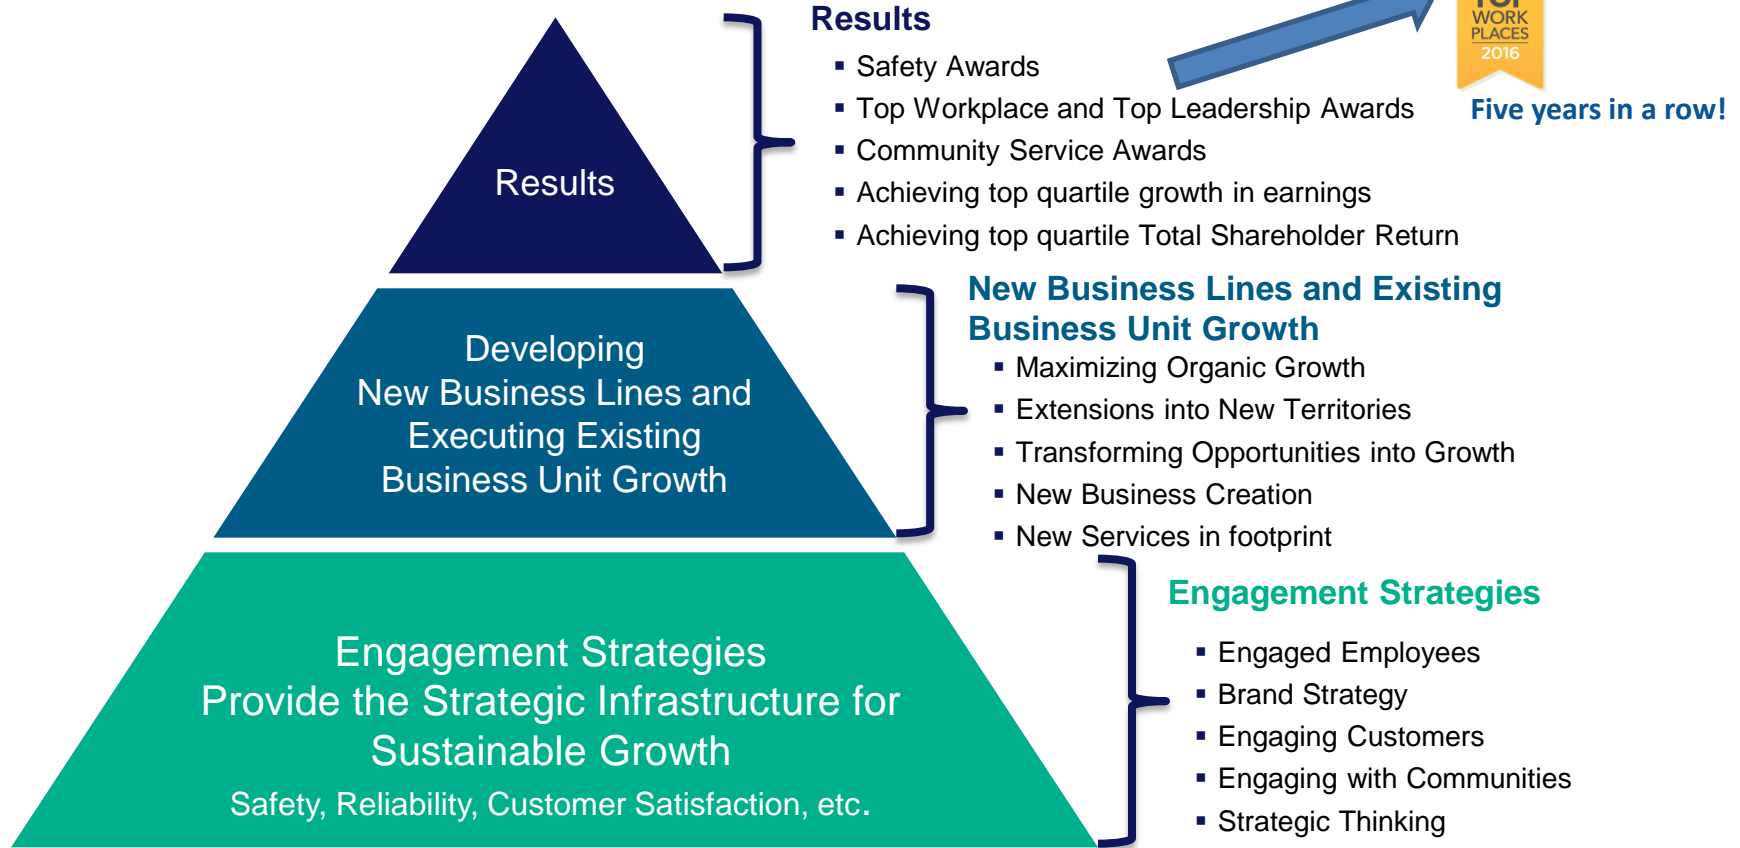 Results
Safety Awards
Top Workplace and Top Leadership Awards
Community Service Awards
Achieving top quartile growth in earnings
Achieving top quartile Total Shareholder Return
WORK
PLACES
2016
Five years in a row!
Results
New Business Lines and Existing
Business Unit Growth
Maximizing Organic Growth
Extensions into New Territories
Transforming Opportunities into Growth
New Business Creation
New Services in footprint
Developing
New Business Lines and
Executing Existing
Business Unit Growth
Engagement Strategies
Engaged Employees
Brand Strategy
Engaging Customers
Engaging with Communities
Strategic Thinking
Engagement Strategies
Provide the Strategic Infrastructure for
Sustainable Growth
Safety, Reliability, Customer Satisfaction, etc.